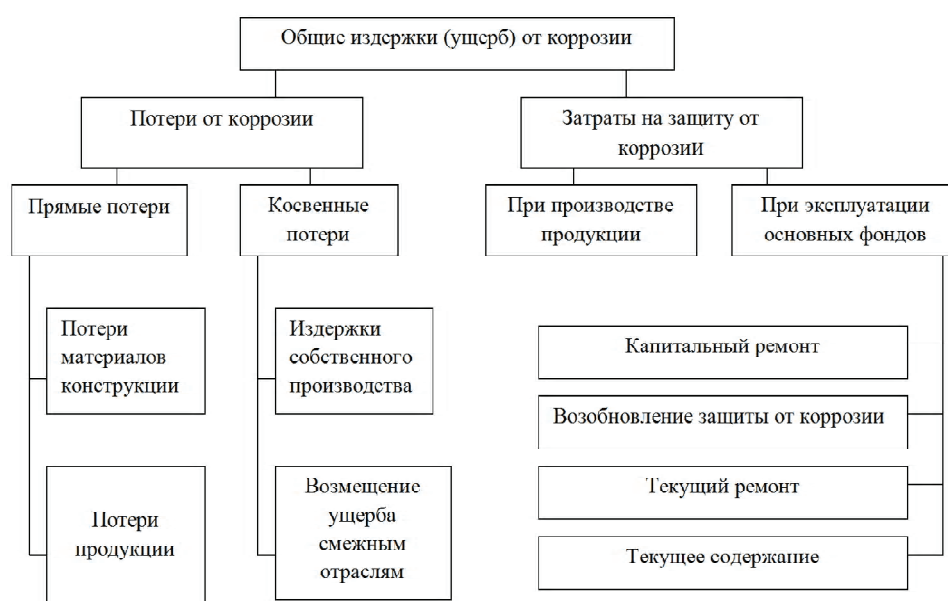 Общие издержки (ущерб) от коррозии
Потери от коррозии
Затраты на защиту от
коррозии
Прямые потери
Косвенные
потери
При производстве
продукции
При эксплуатации
основных фондов
Потери
материалов
конструкции
Издержки
собственного
производства
Капитальный ремонт
Возобновление защиты от коррозии
Потери
продукции
Возмещение
ущерба
смежным
отраслям
Текущий ремонт
Текущее содержание